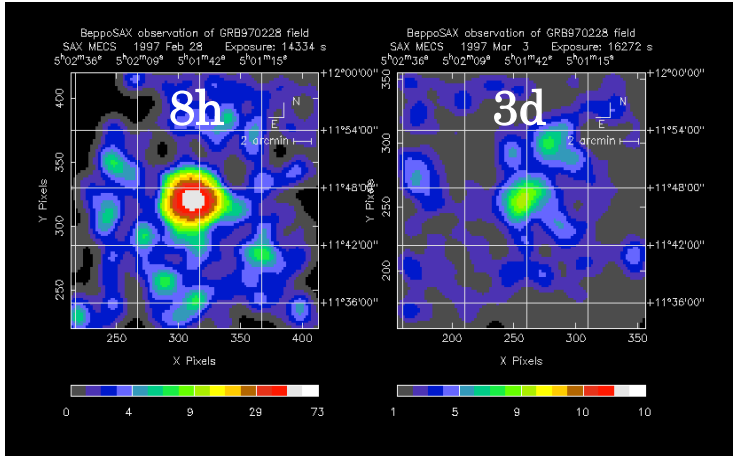 BeppoSAX observation of GRB970228 field
SAX MECS 1997 Feb 28 Exposure: 14334 s
5ʰ02ᵐ36ˢ 5ʰ02ᵐ09ˢ 5ʰ01ᵐ42ˢ 5ʰ01ᵐ15ˢ
+12°00'00"
+11°54'00"
+11°48'00"
+11°42'00"
+11°36'00"
8h
N
E
2 arcmin
400
350
300
250
Y Pixels
250 300 350 400
X Pixels
0 4 9 29 73
BeppoSAX observation of GRB970228 field
SAX MECS 1997 Mar 3 Exposure: 16272 s
5ʰ02ᵐ36ˢ 5ʰ02ᵐ09ˢ 5ʰ01ᵐ42ˢ 5ʰ01ᵐ15ˢ
+12°00'00"
+11°54'00"
+11°48'00"
+11°42'00"
+11°36'00"
3d
N
E
2 arcmin
350
300
250
200
Y Pixels
200 250 300 350
X Pixels
1 5 9 10 10